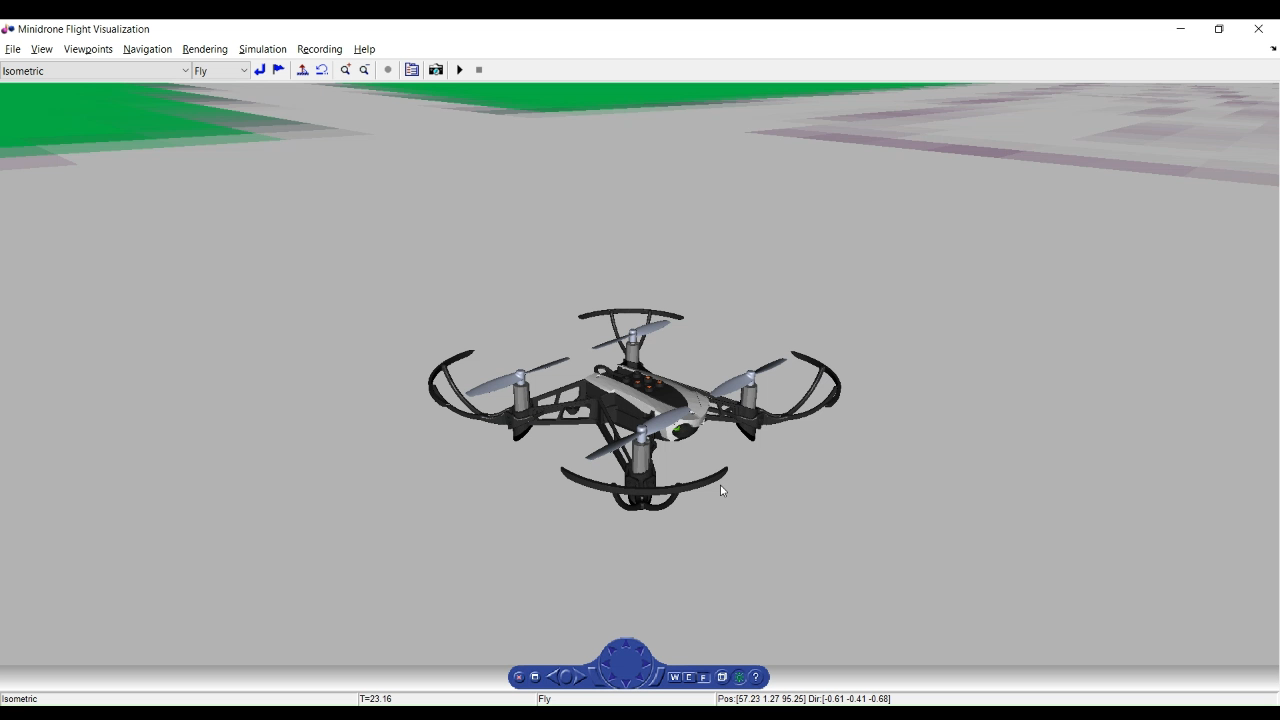 Minidrone Flight Visualization
File View Viewpoints Navigation Rendering Simulation Recording Help
Isometric Fly
W E F ?
Isometric T=23.16 Fly Pos:[57.23 1.27 95.25] Dir:[-0.61 -0.41 -0.68]